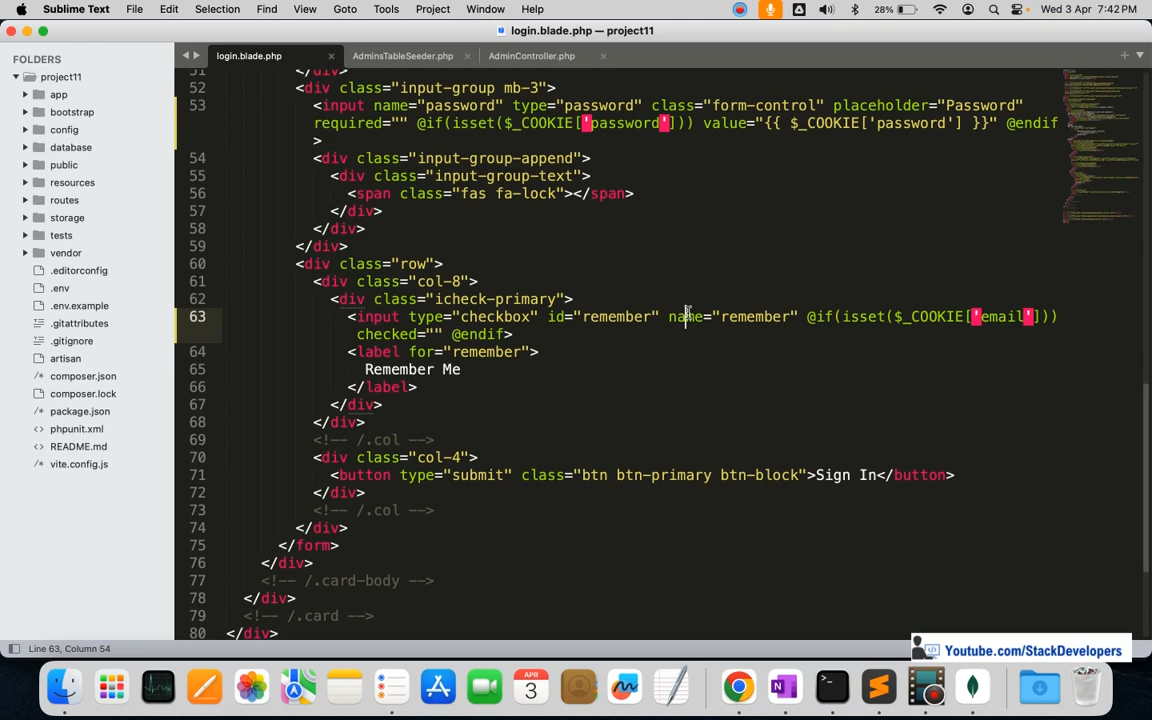 Sublime Text File Edit Selection Find View Goto Tools Project Window Help 28% Wed 3 Apr 7:42 PM
login.blade.php — project11
FOLDERS
project11
app
bootstrap
config
database
public
resources
routes
storage
tests
vendor
.editorconfig
.env
.env.example
.gitattributes
.gitignore
artisan
composer.json
composer.lock
package.json
phpunit.xml
README.md
vite.config.js
login.blade.php × AdminsTableSeeder.php × AdminController.php ×
51 </div>
52 <div class="input-group mb-3">
53 <input name="password" type="password" class="form-control" placeholder="Password"
required="" @if(isset($_COOKIE['password'])) value="{{ $_COOKIE['password'] }}" @endif
>
54 <div class="input-group-append">
55 <div class="input-group-text">
56 <span class="fas fa-lock"></span>
57 </div>
58 </div>
59 </div>
60 <div class="row">
61 <div class="col-8">
62 <div class="icheck-primary">
63 <input type="checkbox" id="remember" name="remember" @if(isset($_COOKIE['email']))
checked="" @endif>
64 <label for="remember">
65 Remember Me
66 </label>
67 </div>
68 </div>
69 <!-- /.col -->
70 <div class="col-4">
71 <button type="submit" class="btn btn-primary btn-block">Sign In</button>
72 </div>
73 <!-- /.col -->
74 </div>
75 </form>
76 </div>
77 <!-- /.card-body -->
78 </div>
79 <!-- /.card -->
80 </div>
Line 63, Column 54
Youtube.com/StackDevelopers
APR
3